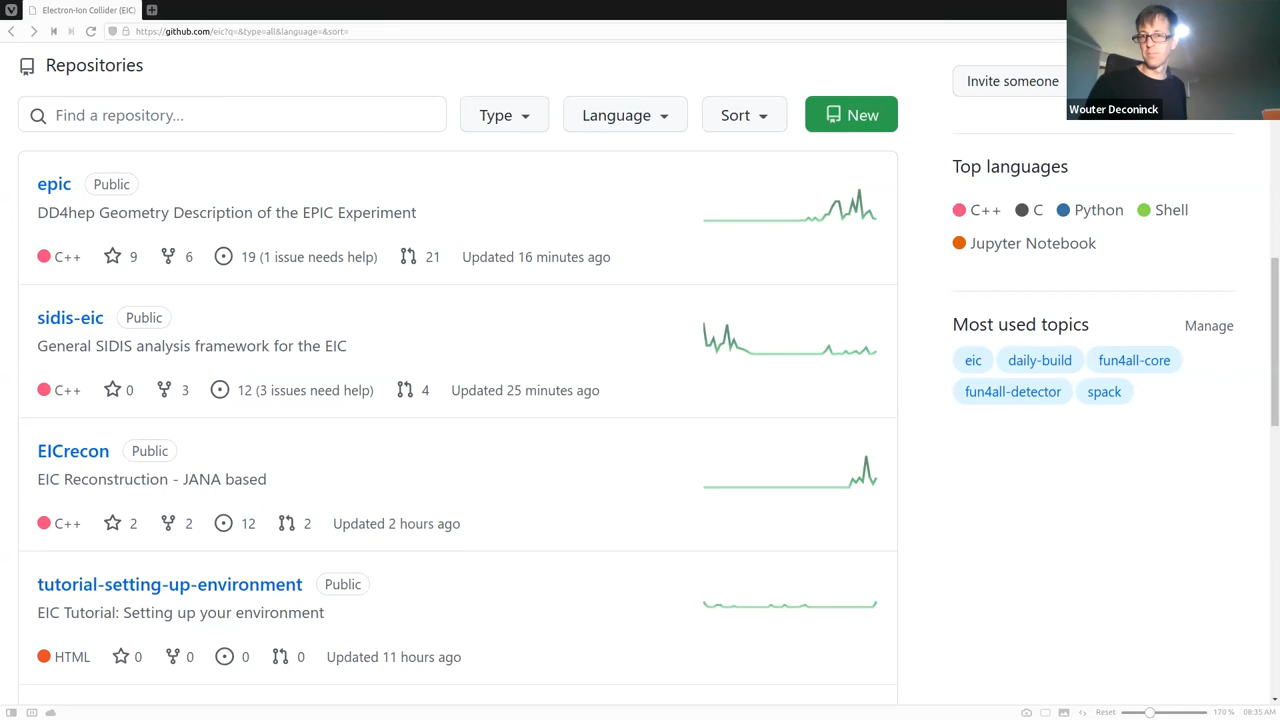 Electron-Ion Collider (EIC)
https://github.com/eic?q=&type=all&language=&sort=
Repositories
Find a repository...
Type
Language
Sort
New
Invite someone
Wouter Deconinck
epic
Public
DD4hep Geometry Description of the EPIC Experiment
C++
9
6
19 (1 issue needs help)
21
Updated 16 minutes ago
sidis-eic
Public
General SIDIS analysis framework for the EIC
C++
0
3
12 (3 issues need help)
4
Updated 25 minutes ago
EICrecon
Public
EIC Reconstruction - JANA based
C++
2
2
12
2
Updated 2 hours ago
tutorial-setting-up-environment
Public
EIC Tutorial: Setting up your environment
HTML
0
0
0
0
Updated 11 hours ago
Top languages
C++
C
Python
Shell
Jupyter Notebook
Most used topics
Manage
eic
daily-build
fun4all-core
fun4all-detector
spack
Reset
170 %
08:35 AM